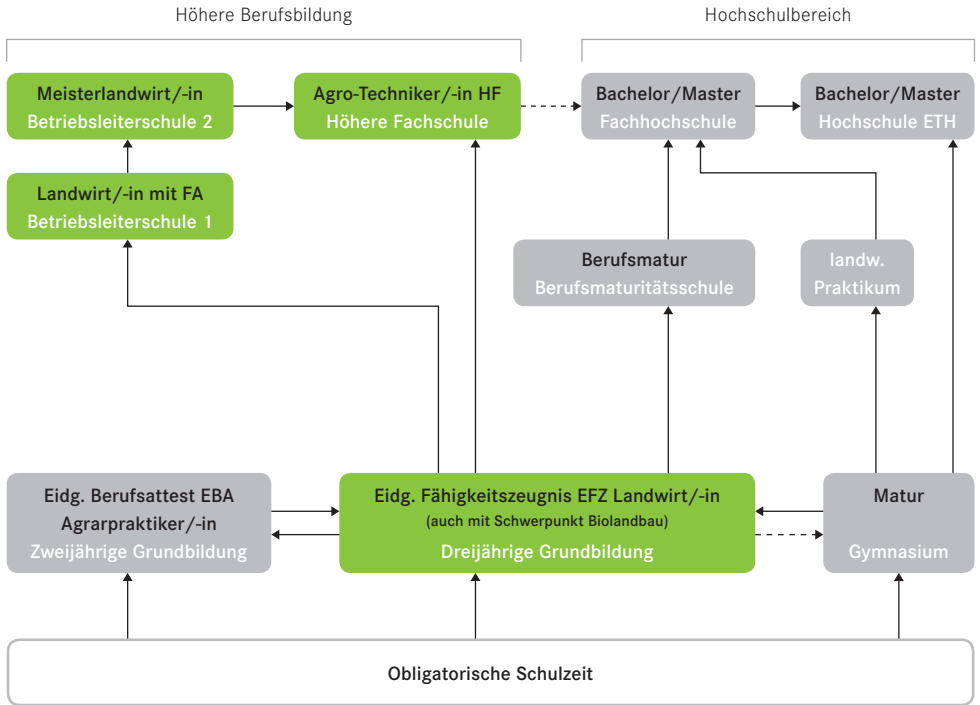 Höhere Berufsbildung
Hochschulbereich
Meisterlandwirt/-in
Betriebsleiterschule 2
Agro-Techniker/-in HF
Höhere Fachschule
Bachelor/Master
Fachhochschule
Bachelor/Master
Hochschule ETH
Landwirt/-in mit FA
Betriebsleiterschule 1
Berufsmatur
Berufsmaturitätsschule
landw.
Praktikum
Eidg. Berufsattest EBA
Agrarpraktiker/-in
Zweijährige Grundbildung
Eidg. Fähigkeitszeugnis EFZ Landwirt/-in
(auch mit Schwerpunkt Biolandbau)
Dreijährige Grundbildung
Matur
Gymnasium
Obligatorische Schulzeit